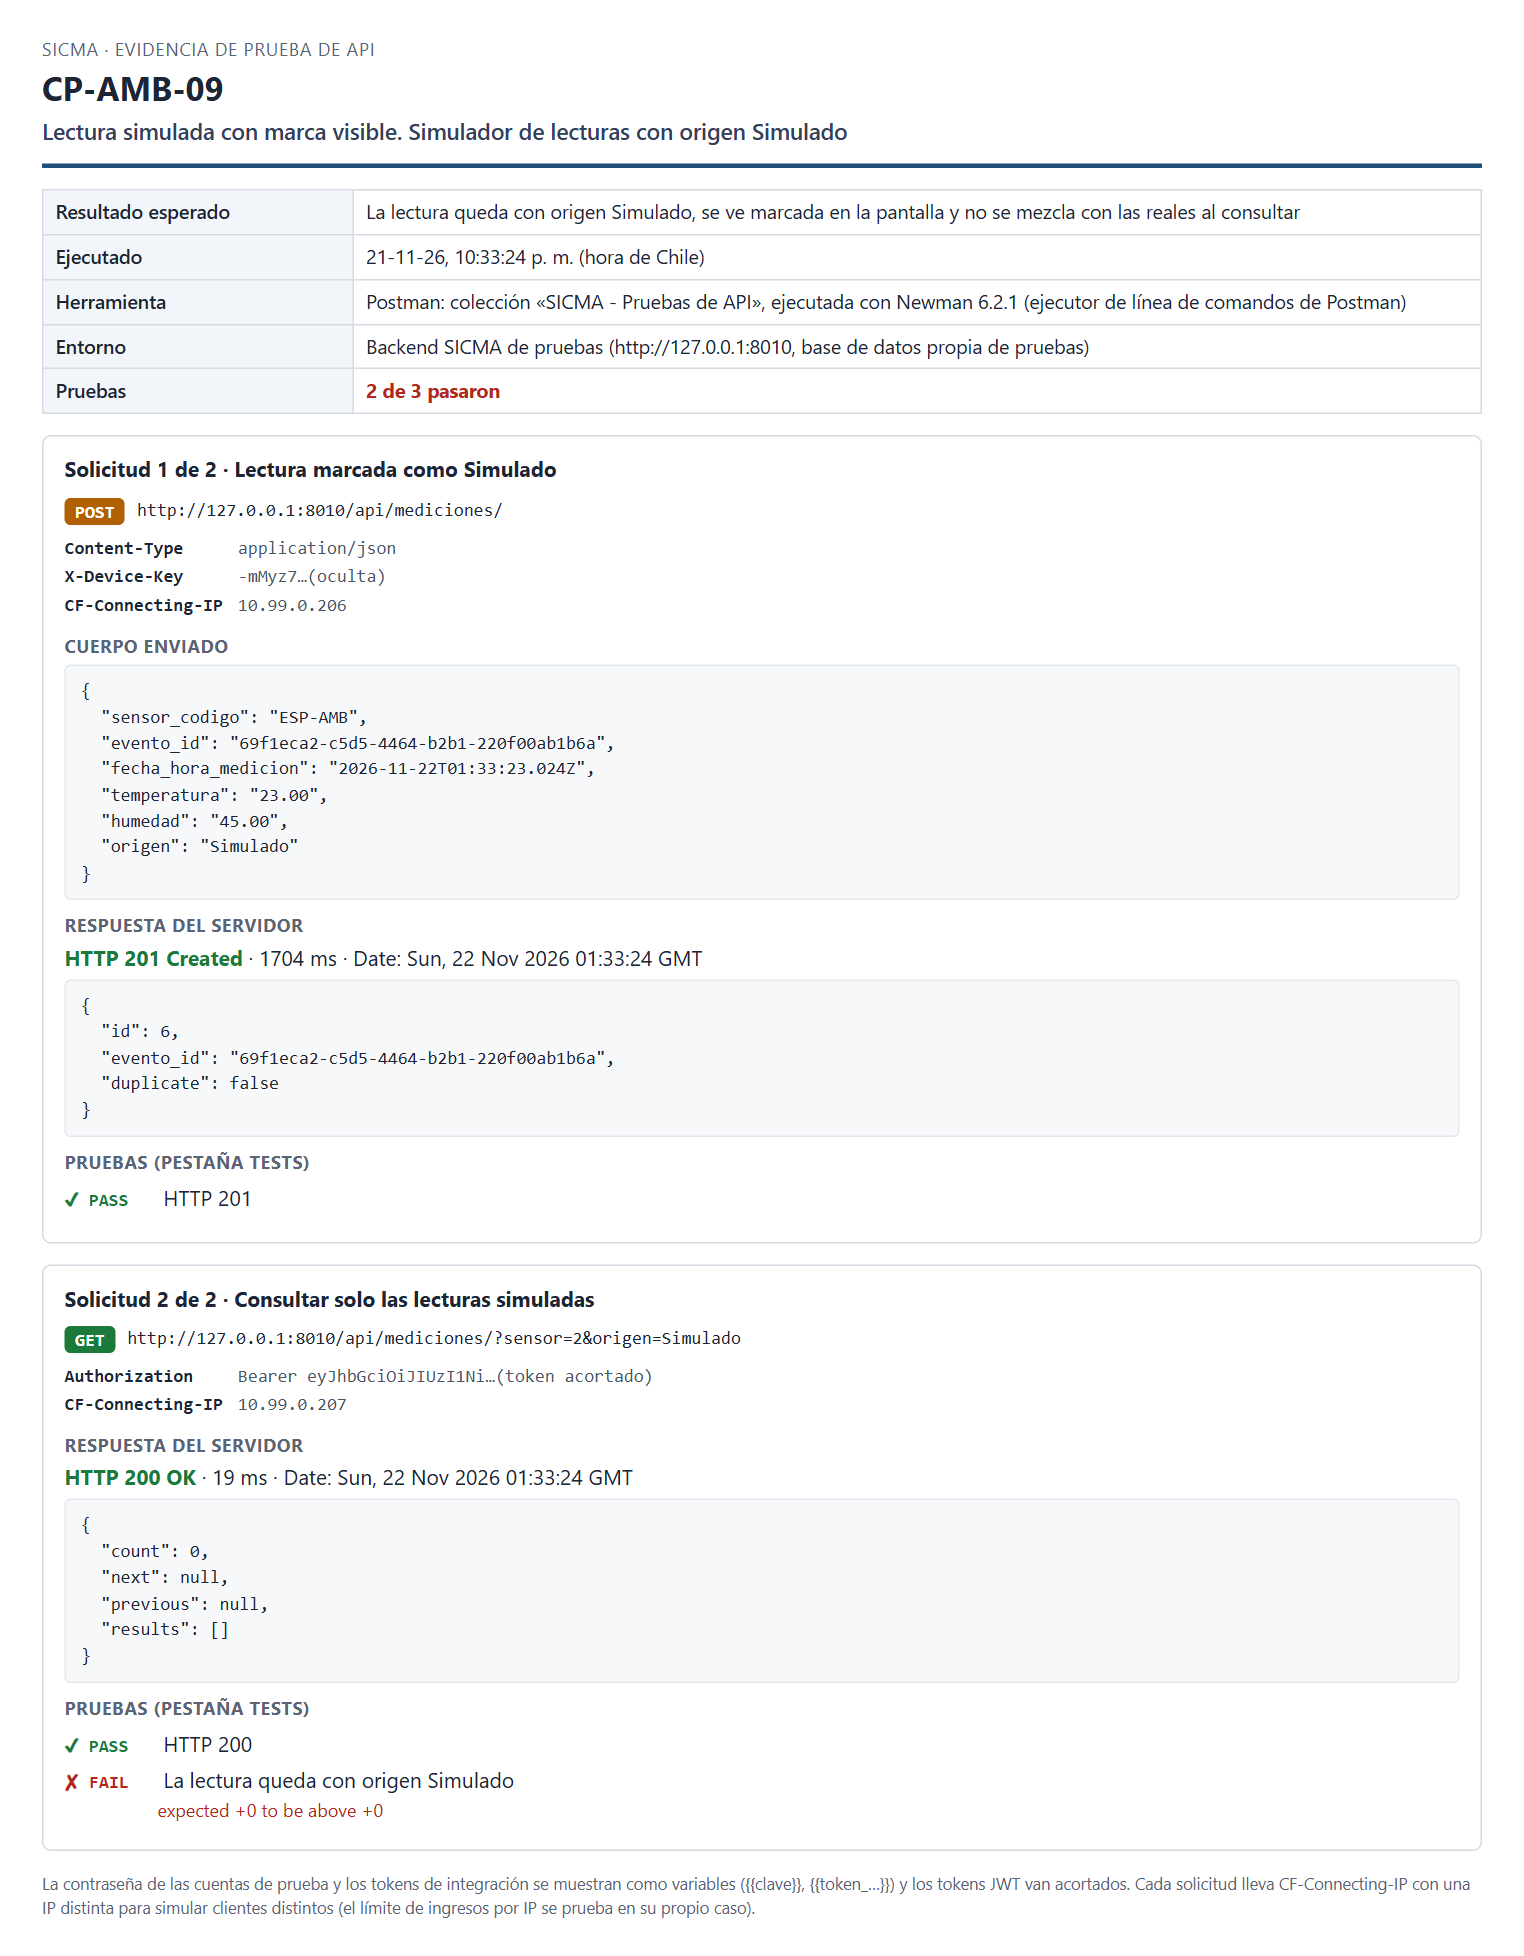 SICMA · EVIDENCIA DE PRUEBA DE API
CP-AMB-09
Lectura simulada con marca visible. Simulador de lecturas con origen Simulado
Resultado esperado La lectura queda con origen Simulado, se ve marcada en la pantalla y no se mezcla con las reales al consultar
Ejecutado 21-11-26, 10:33:24 p. m. (hora de Chile)
Herramienta Postman: colección «SICMA - Pruebas de API», ejecutada con Newman 6.2.1 (ejecutor de línea de comandos de Postman)
Entorno Backend SICMA de pruebas (http://127.0.0.1:8010, base de datos propia de pruebas)
Pruebas 2 de 3 pasaron
Solicitud 1 de 2 · Lectura marcada como Simulado
POST http://127.0.0.1:8010/api/mediciones/
Content-Type application/json
X-Device-Key -mMyz7…(oculta)
CF-Connecting-IP 10.99.0.206
CUERPO ENVIADO
{
"sensor_codigo": "ESP-AMB",
"evento_id": "69f1eca2-c5d5-4464-b2b1-220f00ab1b6a",
"fecha_hora_medicion": "2026-11-22T01:33:23.024Z",
"temperatura": "23.00",
"humedad": "45.00",
"origen": "Simulado"
}
RESPUESTA DEL SERVIDOR
HTTP 201 Created · 1704 ms · Date: Sun, 22 Nov 2026 01:33:24 GMT
{
"id": 6,
"evento_id": "69f1eca2-c5d5-4464-b2b1-220f00ab1b6a",
"duplicate": false
}
PRUEBAS (PESTAÑA TESTS)
✔ PASS HTTP 201
Solicitud 2 de 2 · Consultar solo las lecturas simuladas
GET http://127.0.0.1:8010/api/mediciones/?sensor=2&origen=Simulado
Authorization Bearer eyJhbGciOiJIUzI1Ni…(token acortado)
CF-Connecting-IP 10.99.0.207
RESPUESTA DEL SERVIDOR
HTTP 200 OK · 19 ms · Date: Sun, 22 Nov 2026 01:33:24 GMT
{
"count": 0,
"next": null,
"previous": null,
"results": []
}
PRUEBAS (PESTAÑA TESTS)
✔ PASS HTTP 200
✘ FAIL La lectura queda con origen Simulado
expected +0 to be above +0
La contraseña de las cuentas de prueba y los tokens de integración se muestran como variables ({{clave}}, {{token_...}}) y los tokens JWT van acortados. Cada solicitud lleva CF-Connecting-IP con una
IP distinta para simular clientes distintos (el límite de ingresos por IP se prueba en su propio caso).